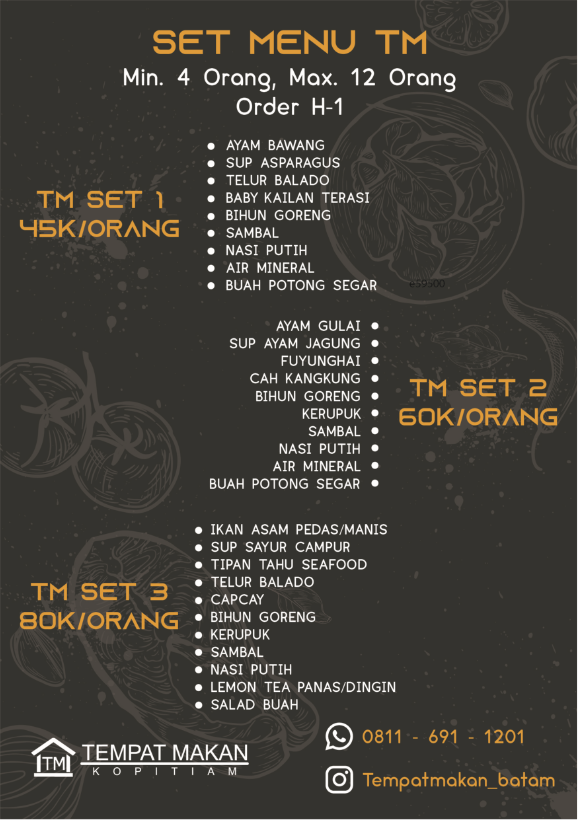 SET MENU TM
Min. 4 Orang, Max. 12 Orang
Order H-1
TM SET 1
45K/ORANG
AYAM BAWANG
SUP ASPARAGUS
TELUR BALADO
BABY KAILAN TERASI
BIHUN GORENG
SAMBAL
NASI PUTIH
AIR MINERAL
BUAH POTONG SEGAR
e59500
TM SET 2
60K/ORANG
AYAM GULAI
SUP AYAM JAGUNG
FUYUNGHAI
CAH KANGKUNG
BIHUN GORENG
KERUPUK
SAMBAL
NASI PUTIH
AIR MINERAL
BUAH POTONG SEGAR
TM SET 3
80K/ORANG
IKAN ASAM PEDAS/MANIS
SUP SAYUR CAMPUR
TIPAN TAHU SEAFOOD
TELUR BALADO
CAPCAY
BIHUN GORENG
KERUPUK
SAMBAL
NASI PUTIH
LEMON TEA PANAS/DINGIN
SALAD BUAH
TM
TEMPAT MAKAN
KOPITIAM
0811 - 691 - 1201
Tempatmakan_batam